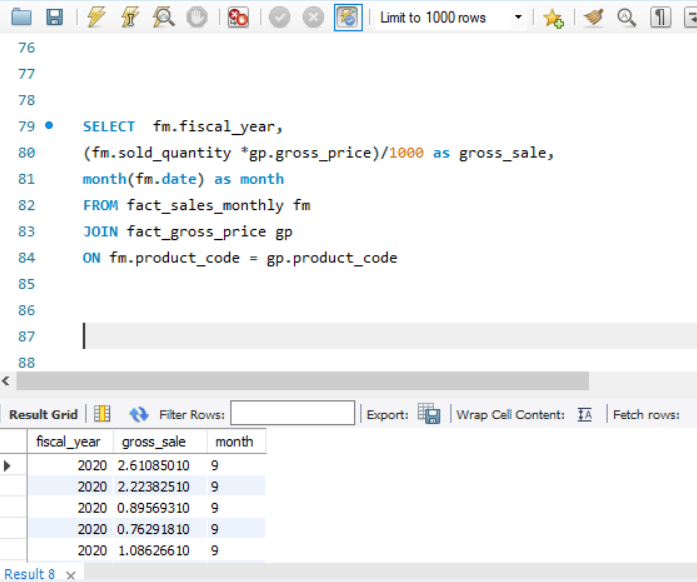 Limit to 1000 rows
76
77
78
79 SELECT fm.fiscal_year,
80 (fm.sold_quantity *gp.gross_price)/1000 as gross_sale,
81 month(fm.date) as month
82 FROM fact_sales_monthly fm
83 JOIN fact_gross_price gp
84 ON fm.product_code = gp.product_code
85
86
87
88
Result Grid Filter Rows: Export: Wrap Cell Content: Fetch rows:
fiscal_year gross_sale month
2020 2.61085010 9
2020 2.22382510 9
2020 0.89569310 9
2020 0.76291810 9
2020 1.08626610 9
Result 8